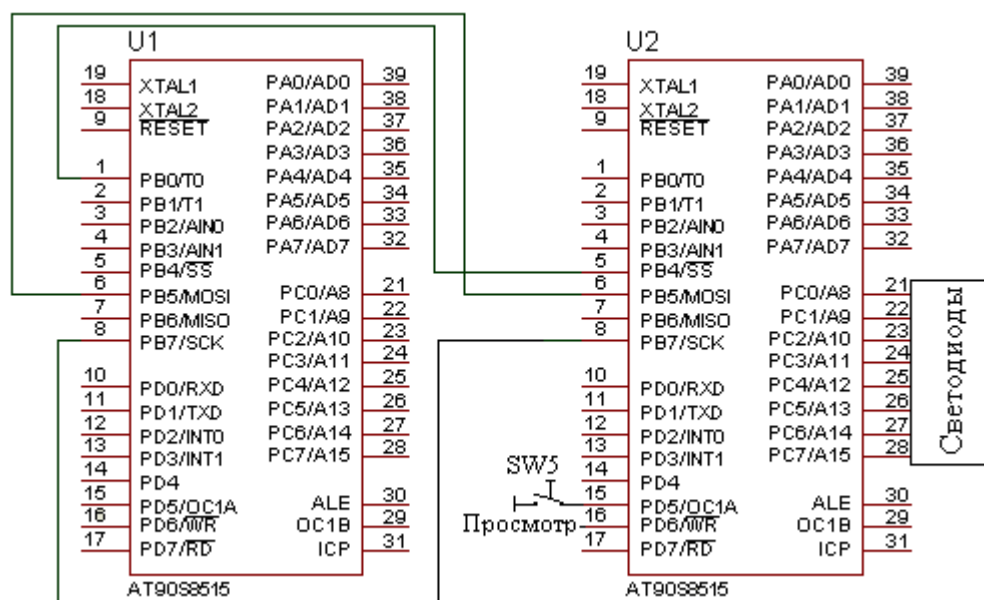 U1
19 XTAL1 PA0/AD0 39
18 XTAL2 PA1/AD1 38
9 RESET PA2/AD2 37
PA3/AD3 36
1 PB0/T0 PA4/AD4 35
2 PB1/T1 PA5/AD5 34
3 PB2/AIN0 PA6/AD6 33
4 PB3/AIN1 PA7/AD7 32
5 PB4/SS
6 PB5/MOSI PC0/A8 21
7 PB6/MISO PC1/A9 22
8 PB7/SCK PC2/A10 23
PC3/A11 24
10 PD0/RXD PC4/A12 25
11 PD1/TXD PC5/A13 26
12 PD2/INT0 PC6/A14 27
13 PD3/INT1 PC7/A15 28
14 PD4
15 PD5/OC1A ALE 30
16 PD6/WR OC1B 29
17 PD7/RD ICP 31
AT90S8515
U2
19 XTAL1 PA0/AD0 39
18 XTAL2 PA1/AD1 38
9 RESET PA2/AD2 37
PA3/AD3 36
1 PB0/T0 PA4/AD4 35
2 PB1/T1 PA5/AD5 34
3 PB2/AIN0 PA6/AD6 33
4 PB3/AIN1 PA7/AD7 32
5 PB4/SS
6 PB5/MOSI PC0/A8 21
7 PB6/MISO PC1/A9 22
8 PB7/SCK PC2/A10 23
PC3/A11 24
10 PD0/RXD PC4/A12 25
11 PD1/TXD PC5/A13 26
12 PD2/INT0 PC6/A14 27
13 PD3/INT1 PC7/A15 28
14 PD4
15 PD5/OC1A ALE 30
16 PD6/WR OC1B 29
17 PD7/RD ICP 31
AT90S8515
SW5
Просмотр
Светодиоды